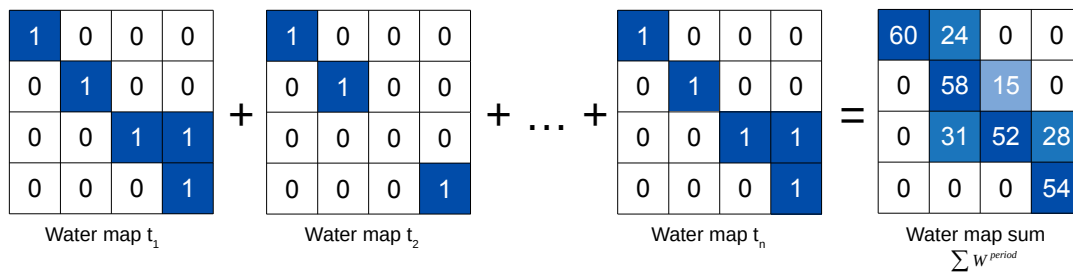 1 0 0 0 1 0 0 0 1 0 0 0 60 24 0 0
0 1 0 0 0 1 0 0 0 1 0 0 0 58 15 0
0 0 1 1 + 0 0 0 0 + ... + 0 0 1 1 = 0 31 52 28
0 0 0 1 0 0 0 1 0 0 0 1 0 0 0 54
Water map t₁ Water map t₂ Water map tₙ Water map sum
∑ W^period